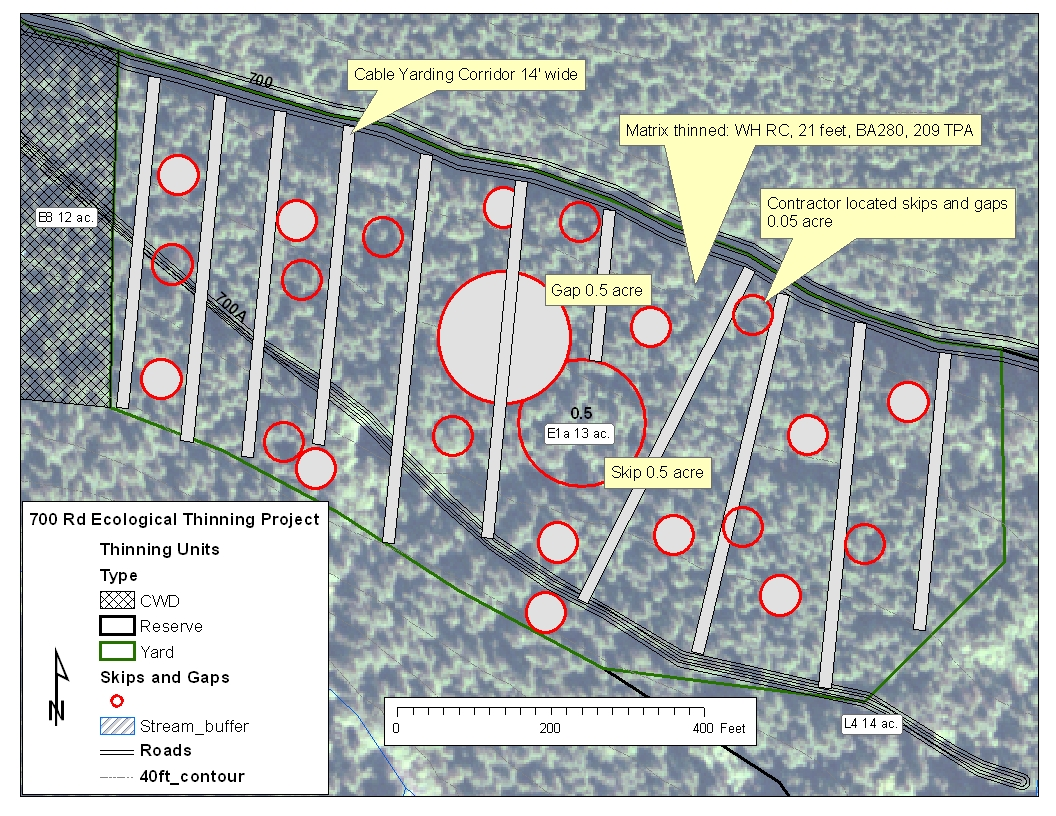 700
Cable Yarding Corridor 14' wide
Matrix thinned: WH RC, 21 feet, BA280, 209 TPA
Contractor located skips and gaps
0.05 acre
E8 12 ac.
Gap 0.5 acre
700A
0.5
E1a 13 ac.
Skip 0.5 acre
700 Rd Ecological Thinning Project
Thinning Units
Type
CWD
Reserve
Yard
Skips and Gaps
Stream_buffer
Roads
40ft_contour
N
0
200
400 Feet
L4 14 ac.